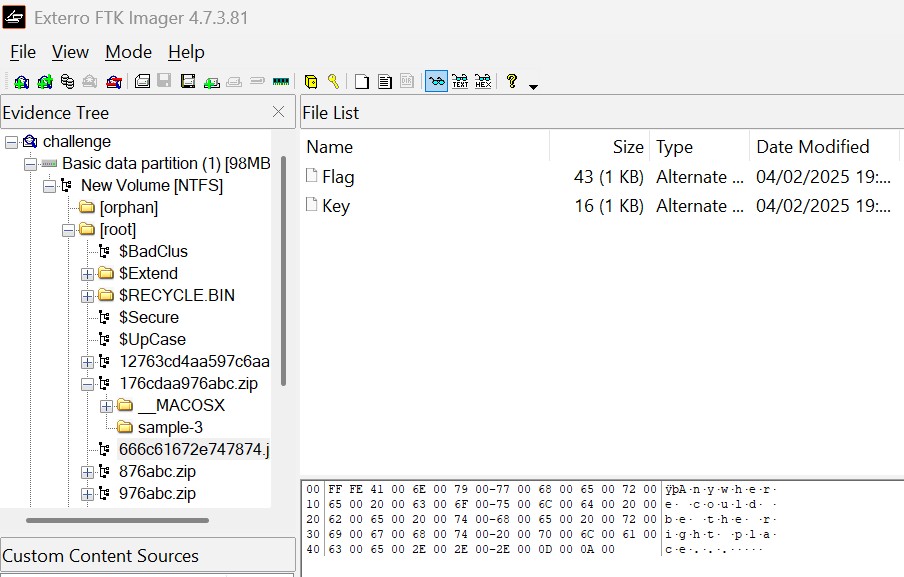 Exterro FTK Imager 4.7.3.81
File View Mode Help
Evidence Tree
challenge
Basic data partition (1) [98MB
New Volume [NTFS]
[orphan]
[root]
$BadClus
$Extend
$RECYCLE.BIN
$Secure
$UpCase
12763cd4aa597c6aa
176cdaa976abc.zip
__MACOSX
sample-3
666c61672e747874.j
876abc.zip
976abc.zip
Custom Content Sources
File List
Name Size Type Date Modified
Flag 43 (1 KB) Alternate ... 04/02/2025 19:...
Key 16 (1 KB) Alternate ... 04/02/2025 19:...
00 FF FE 41 00 6E 00 79 00-77 00 68 00 65 00 72 00 ÿþA·n·y·w·h·e·r·
10 65 00 20 00 63 00 6F 00-75 00 6C 00 64 00 20 00 e· ·c·o·u·l·d· ·
20 62 00 65 00 20 00 74 00-68 00 65 00 20 00 72 00 b·e· ·t·h·e· ·r·
30 69 00 67 00 68 00 74 00-20 00 70 00 6C 00 61 00 i·g·h·t· ·p·l·a·
40 63 00 65 00 2E 00 2E 00-2E 00 0D 00 0A 00 c·e·.·.·.·····